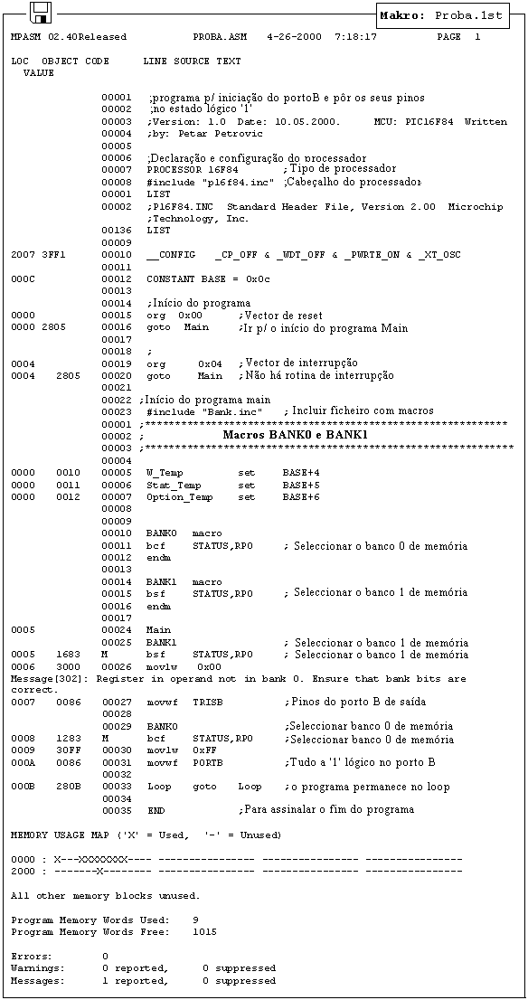 Makro: Proba.lst
MPASM 02.40Released PROBA.ASM 4-26-2000 7:18:17 PAGE 1
LOC OBJECT CODE LINE SOURCE TEXT
VALUE
00001 ;programa p/ iniciação do portoB e pôr os seus pinos
00002 ;no estado lógico '1'
00003 ;Version: 1.0 Date: 10.05.2000. MCU: PIC16F84 Written
00004 ;by: Petar Petrovic
00005
00006 ;Declaração e configuração do processador
00007 PROCESSOR 16F84 ;Tipo de processador
00008 #include "p16f84.inc" ;Cabeçalho do processador
00001 LIST
00002 ;P16F84.INC Standard Header File, Version 2.00 Microchip
;Technology, Inc.
00136 LIST
00009
2007 3FF1 00010 __CONFIG _CP_OFF & _WDT_OFF & _PWRTE_ON & _XT_OSC
00011
000C 00012 CONSTANT BASE = 0x0c
00013
00014 ;Início do programa
0000 00015 org 0x00 ;Vector de reset
0000 2805 00016 goto Main ;Ir p/ o início do programa Main
00017
00018 ;
0004 00019 org 0x04 ;Vector de interrupção
0004 2805 00020 goto Main ;Não há rotina de interrupção
00021
00022 ;Início do programa main
00023 #include "Bank.inc" ; Incluir ficheiro com macros
00001 ;*********************************************************
00002 ; Macros BANK0 e BANK1
00003 ;**********************************************************
00004
0000 0010 00005 W_Temp set BASE+4
0000 0011 00006 Stat_Temp set BASE+5
0000 0012 00007 Option_Temp set BASE+6
00008
00009
00010 BANK0 macro
00011 bcf STATUS,RP0 ; Seleccionar o banco 0 de memória
00012 endm
00013
00014 BANK1 macro
00015 bsf STATUS,RP0 ; Seleccionar o banco 1 de memória
00016 endm
00017
0005 00024 Main
00025 BANK1 ; Seleccionar o banco 1 de memória
0005 1683 M bsf STATUS,RP0 ; Seleccionar o banco 1 de memória
0006 3000 00026 movlw 0x00
Message[302]: Register in operand not in bank 0. Ensure that bank bits are
correct.
0007 0086 00027 movwf TRISB ;Pinos do porto B de saída
00028
00029 BANK0 ;Seleccionar banco 0 de memória
0008 1283 M bcf STATUS,RP0 ;Seleccionar banco 0 de memória
0009 30FF 00030 movlw 0xFF
000A 0086 00031 movwf PORTB ;Tudo a '1' lógico no porto B
00032
000B 280B 00033 Loop goto Loop ;o programa permanece no loop
00034
00035 END ;Para assinalar o fim do programa
MEMORY USAGE MAP ('X' = Used, '-' = Unused)
0000 : X---XXXXXXXX---- ---------------- ---------------- ----------------
2000 : -------X-------- ---------------- ---------------- ----------------
All other memory blocks unused.
Program Memory Words Used: 9
Program Memory Words Free: 1015
Errors: 0
Warnings: 0 reported, 0 suppressed
Messages: 1 reported, 0 suppressed